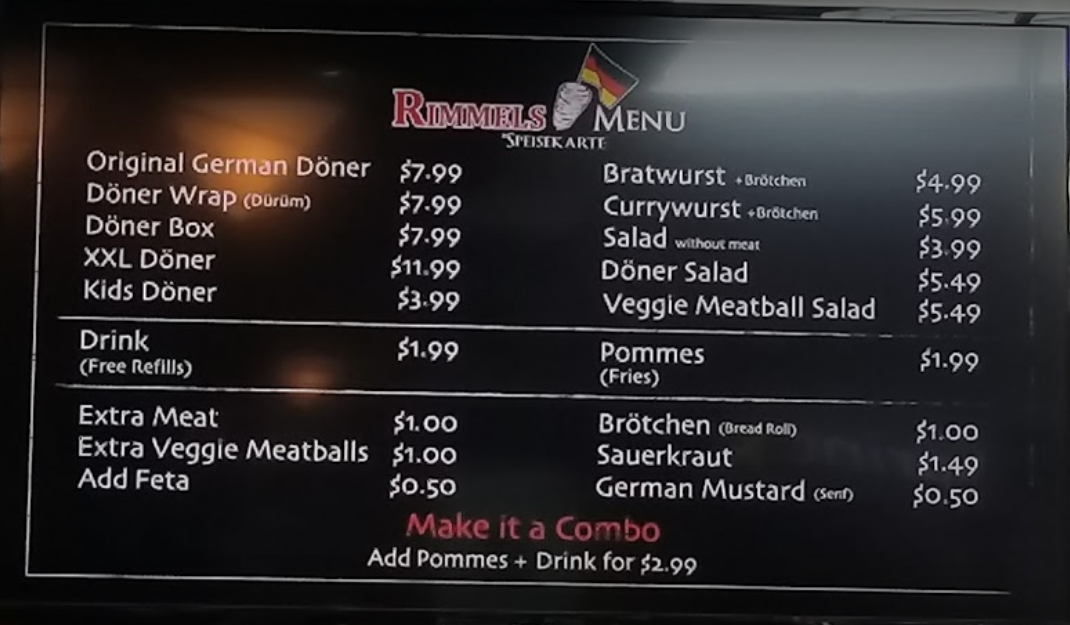 RIMMELS MENU
"SPEISEKARTE
Original German Döner $7.99
Döner Wrap (Dürüm) $7.99
Döner Box $7.99
XXL Döner $11.99
Kids Döner $3.99
Bratwurst +Brötchen $4.99
Currywurst +Brötchen $5.99
Salad without meat $3.99
Döner Salad $5.49
Veggie Meatball Salad $5.49
Drink $1.99
(Free Refills)
Pommes $1.99
(Fries)
Extra Meat $1.00
Extra Veggie Meatballs $1.00
Add Feta $0.50
Brötchen (Bread Roll) $1.00
Sauerkraut $1.49
German Mustard (Senf) $0.50
Make it a Combo
Add Pommes + Drink for $2.99